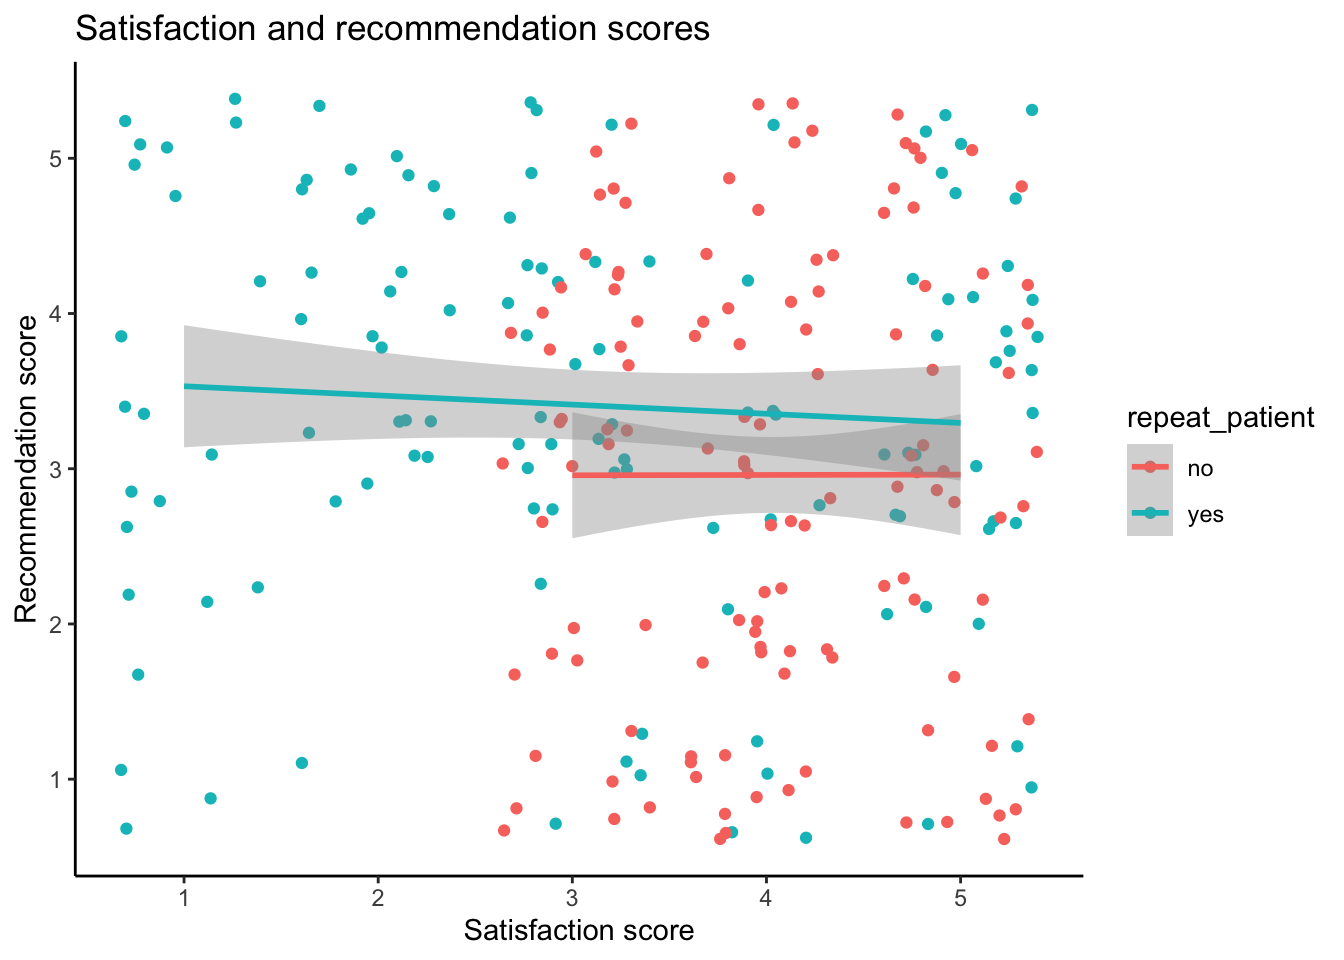 Satisfaction and recommendation scores
Recommendation score
5
4
3
2
1
1 2 3 4 5
Satisfaction score
repeat_patient
no
yes